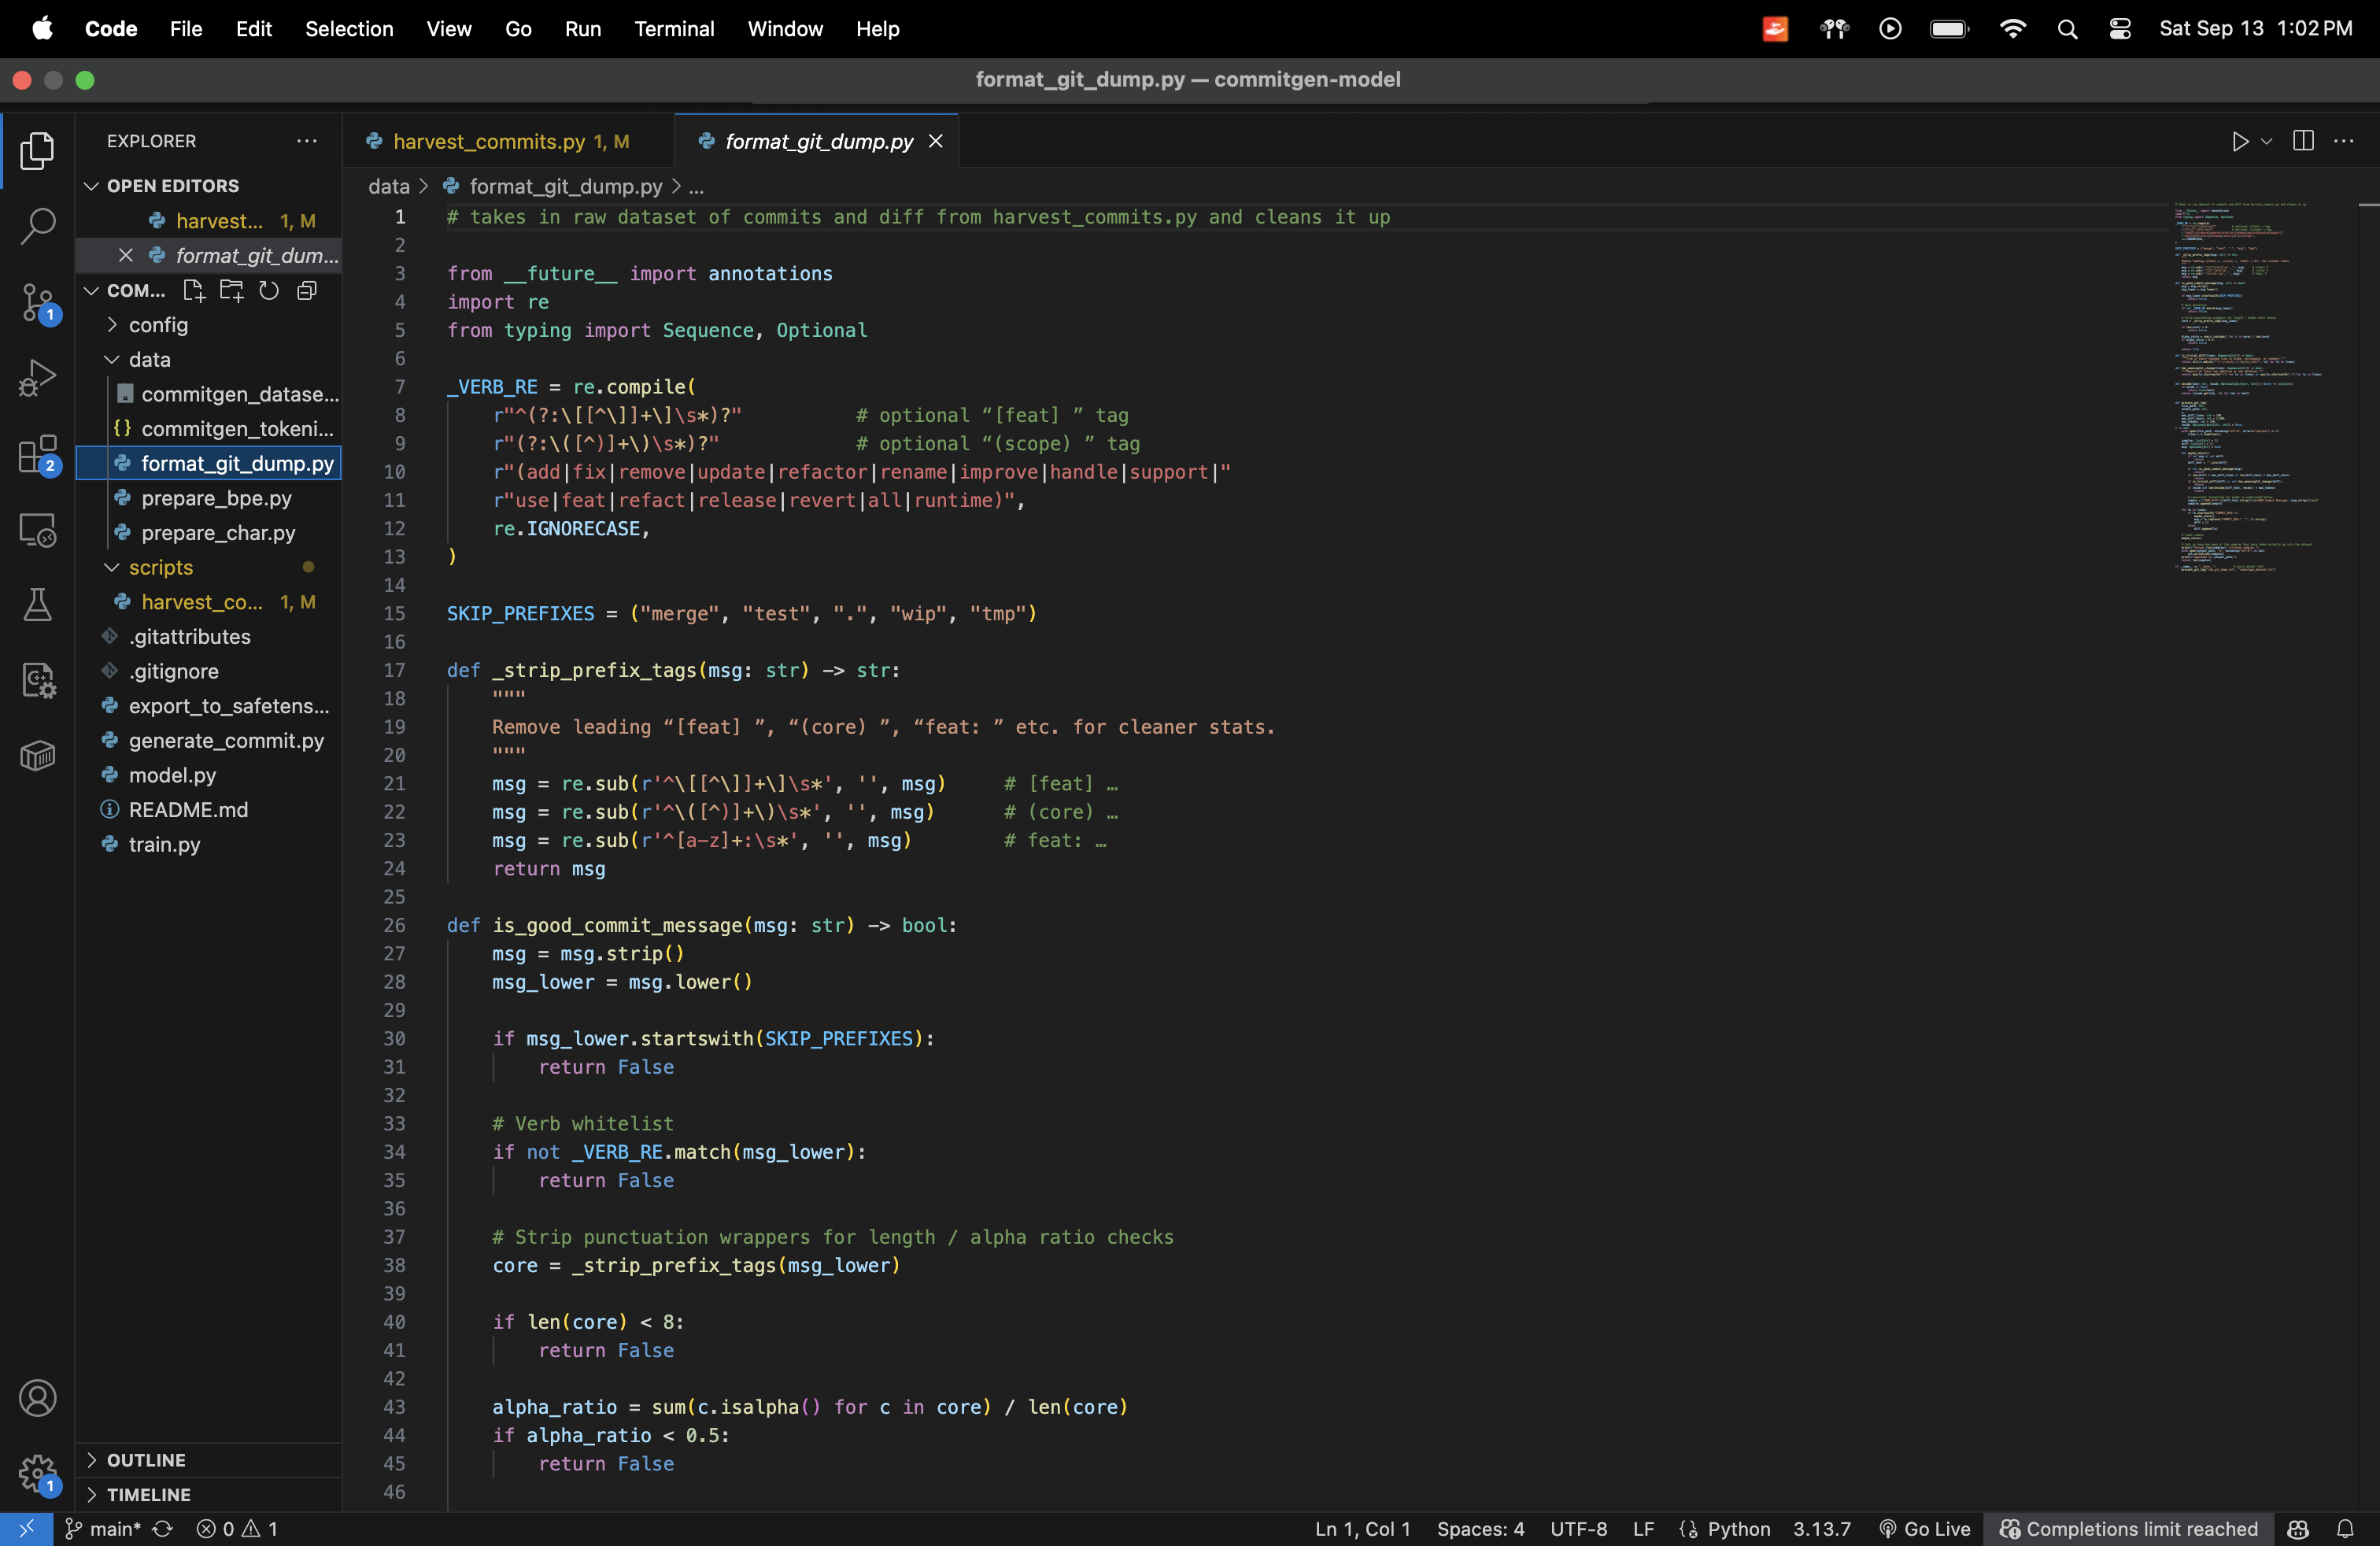 Code File Edit Selection View Go Run Terminal Window Help Sat Sep 13 1:02 PM
format_git_dump.py — commitgen-model
EXPLORER
OPEN EDITORS
harvest... 1, M
format_git_dum...
COM...
config
data
commitgen_datase...
{} commitgen_tokeni...
format_git_dump.py
prepare_bpe.py
prepare_char.py
scripts
harvest_co... 1, M
.gitattributes
.gitignore
export_to_safetens...
generate_commit.py
model.py
README.md
train.py
OUTLINE
TIMELINE
1
2
1
harvest_commits.py 1, M format_git_dump.py
data > format_git_dump.py > ...
1 # takes in raw dataset of commits and diff from harvest_commits.py and cleans it up
2
3 from __future__ import annotations
4 import re
5 from typing import Sequence, Optional
6
7 _VERB_RE = re.compile(
8 r"^(?:\[[^\]]+\]\s*)?" # optional “[feat] ” tag
9 r"(?:\([^)]+\)\s*)?" # optional “(scope) ” tag
10 r"(add|fix|remove|update|refactor|rename|improve|handle|support|"
11 r"use|feat|refact|release|revert|all|runtime)",
12 re.IGNORECASE,
13 )
14
15 SKIP_PREFIXES = ("merge", "test", ".", "wip", "tmp")
16
17 def _strip_prefix_tags(msg: str) -> str:
18 """
19 Remove leading “[feat] ”, “(core) ”, “feat: ” etc. for cleaner stats.
20 """
21 msg = re.sub(r'^\[[^\]]+\]\s*', '', msg) # [feat] …
22 msg = re.sub(r'^\([^)]+\)\s*', '', msg) # (core) …
23 msg = re.sub(r'^[a-z]+:\s*', '', msg) # feat: …
24 return msg
25
26 def is_good_commit_message(msg: str) -> bool:
27 msg = msg.strip()
28 msg_lower = msg.lower()
29
30 if msg_lower.startswith(SKIP_PREFIXES):
31 return False
32
33 # Verb whitelist
34 if not _VERB_RE.match(msg_lower):
35 return False
36
37 # Strip punctuation wrappers for length / alpha ratio checks
38 core = _strip_prefix_tags(msg_lower)
39
40 if len(core) < 8:
41 return False
42
43 alpha_ratio = sum(c.isalpha() for c in core) / len(core)
44 if alpha_ratio < 0.5:
45 return False
46
main* 0 1 Ln 1, Col 1 Spaces: 4 UTF-8 LF Python 3.13.7 Go Live Completions limit reached